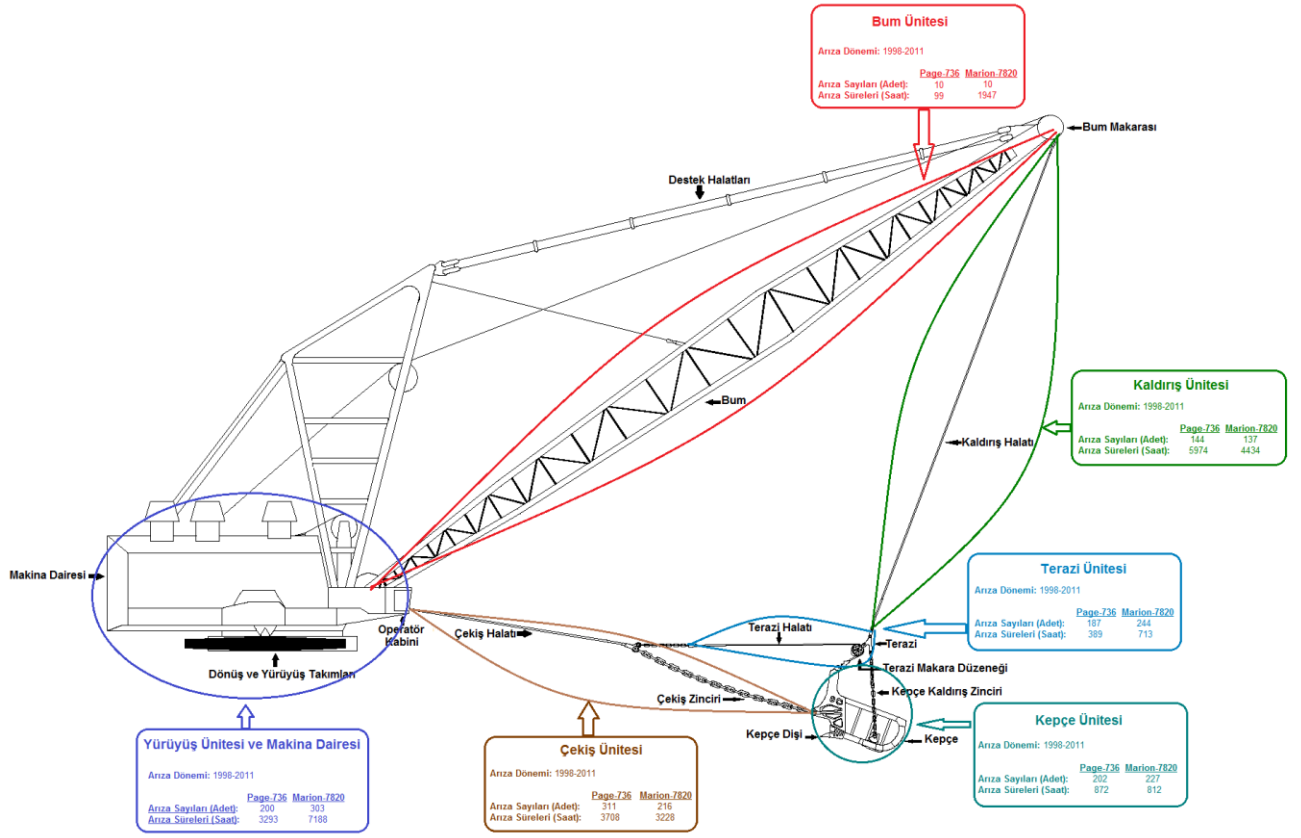 Bum Ünitesi
Arıza Dönemi: 1998-2011
Page-736 Marion-7820
Arıza Sayıları (Adet): 10 10
Arıza Süreleri (Saat): 99 1947
Bum Makarası
Destek Halatları
Bum
Kaldırış Ünitesi
Arıza Dönemi: 1998-2011
Page-736 Marion-7820
Arıza Sayıları (Adet): 144 137
Arıza Süreleri (Saat): 5974 4434
Kaldırış Halatı
Makina Dairesi
Operatör
Kabini
Dönüş ve Yürüyüş Takımları
Çekiş Halatı
Çekiş Zinciri
Terazi Halatı
Terazi
Terazi Makara Düzeneği
Kepçe Kaldırış Zinciri
Kepçe Dişi
Kepçe
Terazi Ünitesi
Arıza Dönemi: 1998-2011
Page-736 Marion-7820
Arıza Sayıları (Adet): 187 244
Arıza Süreleri (Saat): 389 713
Kepçe Ünitesi
Arıza Dönemi: 1998-2011
Page-736 Marion-7820
Arıza Sayıları (Adet): 202 227
Arıza Süreleri (Saat): 872 812
Yürüyüş Ünitesi ve Makina Dairesi
Arıza Dönemi: 1998-2011
Page-736 Marion-7820
Arıza Sayıları (Adet): 200 303
Arıza Süreleri (Saat): 3293 7188
Çekiş Ünitesi
Arıza Dönemi: 1998-2011
Page-736 Marion-7820
Arıza Sayıları (Adet): 311 216
Arıza Süreleri (Saat): 3708 3228